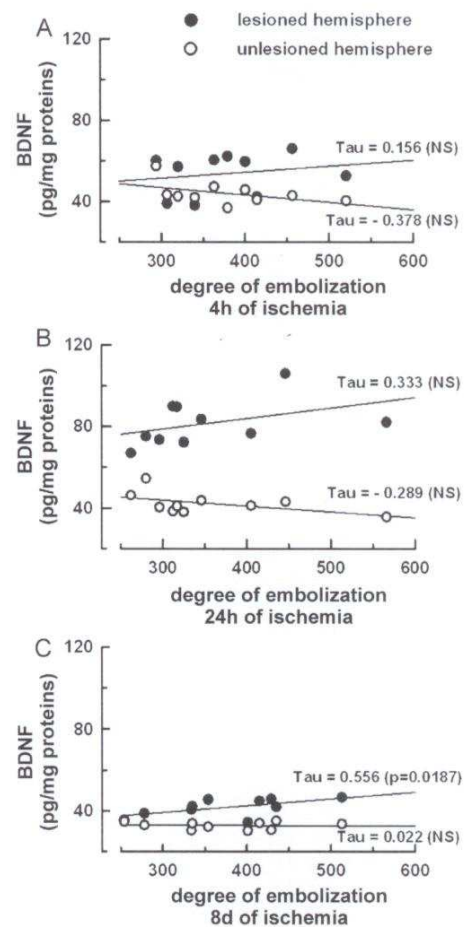 A
lesioned hemisphere
unlesioned hemisphere
BDNF
(pg/mg proteins)
120
80
40
Tau = 0.156 (NS)
Tau = - 0.378 (NS)
300 400 500 600
degree of embolization
4h of ischemia
B
BDNF
(pg/mg proteins)
120
80
40
Tau = 0.333 (NS)
Tau = - 0.289 (NS)
300 400 500 600
degree of embolization
24h of ischemia
C
BDNF
(pg/mg proteins)
120
80
40
Tau = 0.556 (p=0.0187)
Tau = 0.022 (NS)
300 400 500 600
degree of embolization
8d of ischemia